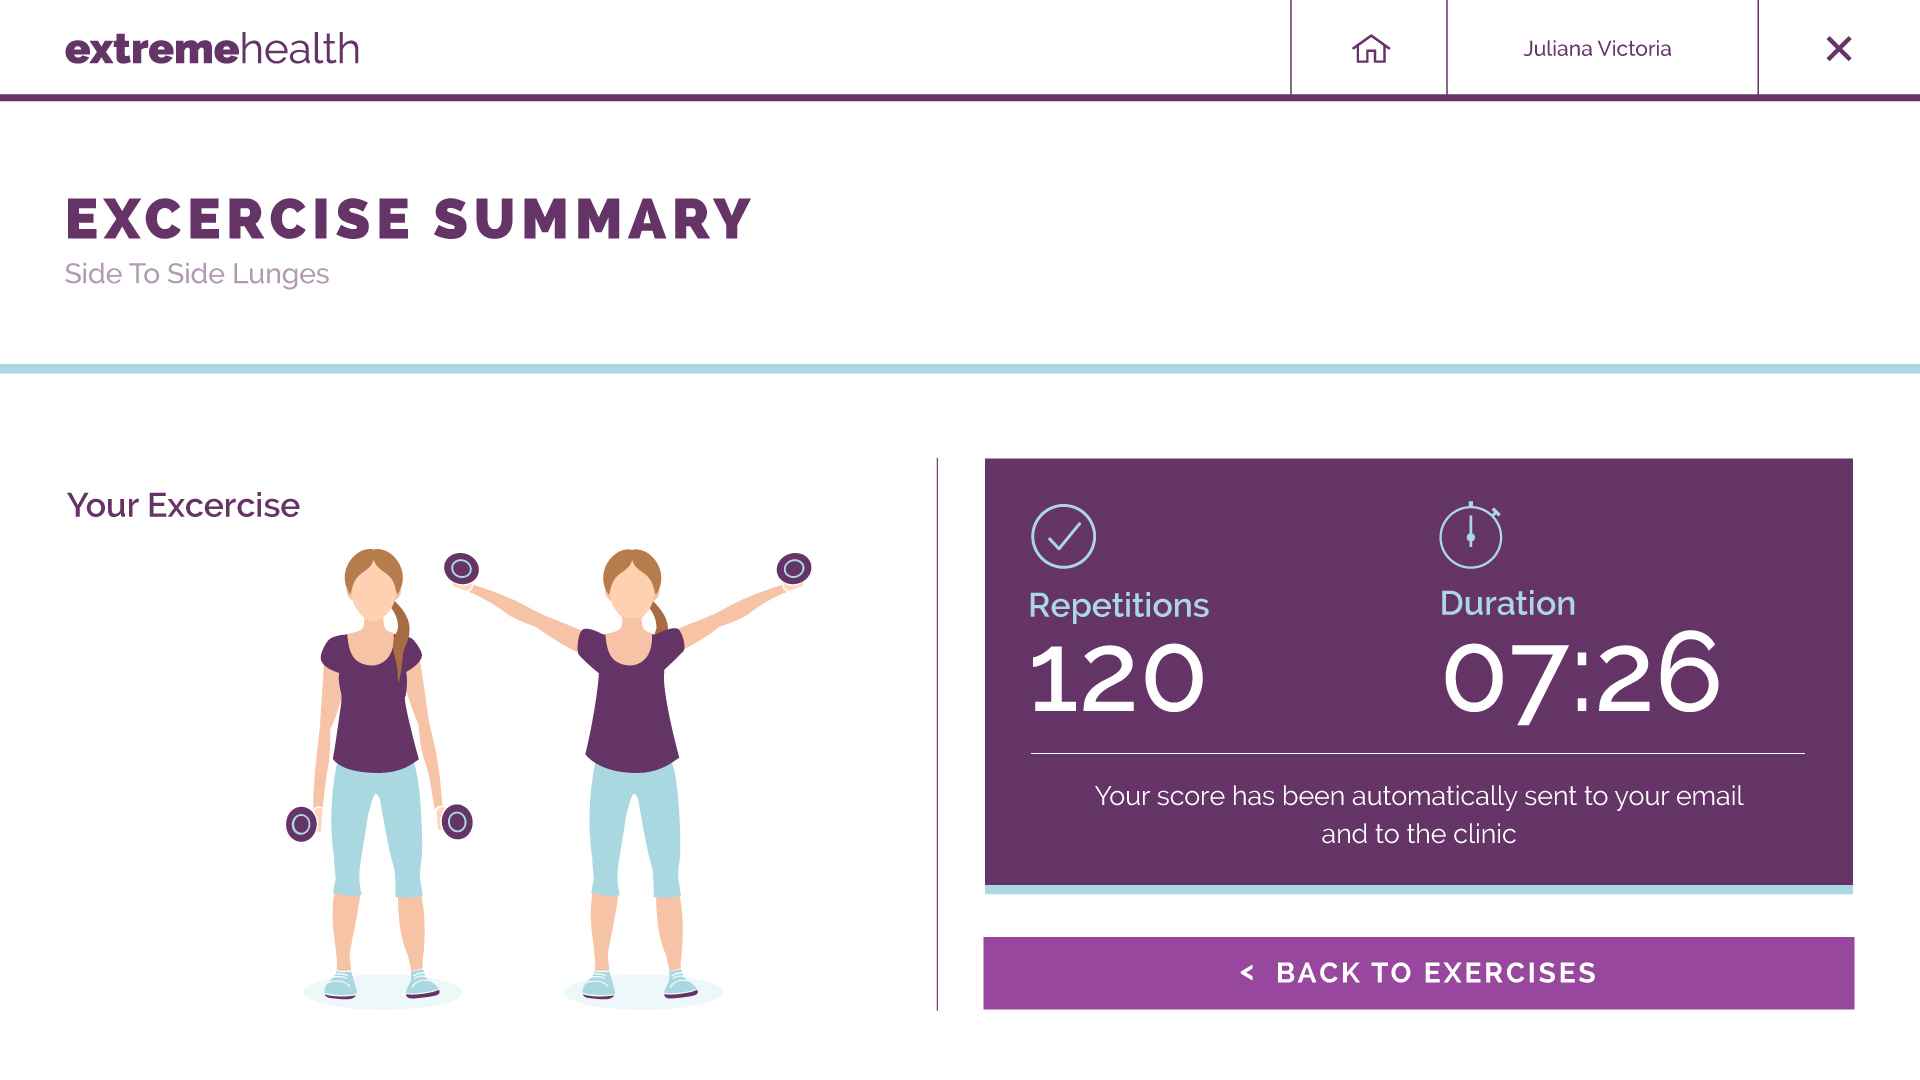 extremehealth
Juliana Victoria
EXCERCISE SUMMARY
Side To Side Lunges
Your Excercise
Repetitions
120
Duration
07:26
Your score has been automatically sent to your email
and to the clinic
< BACK TO EXERCISES